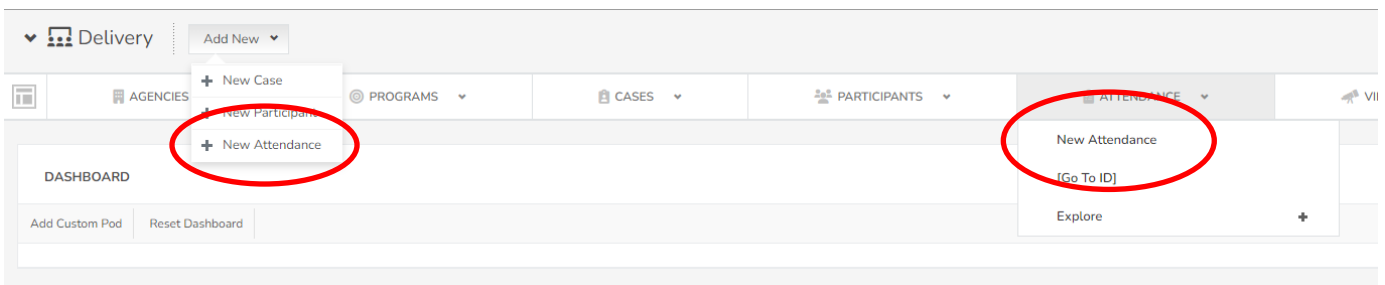 Delivery
Add New
New Case
AGENCIES
PROGRAMS
CASES
PARTICIPANTS
ATTENDANCE
New Participant
New Attendance
New Attendance
DASHBOARD
[Go To ID]
Add Custom Pod
Reset Dashboard
Explore